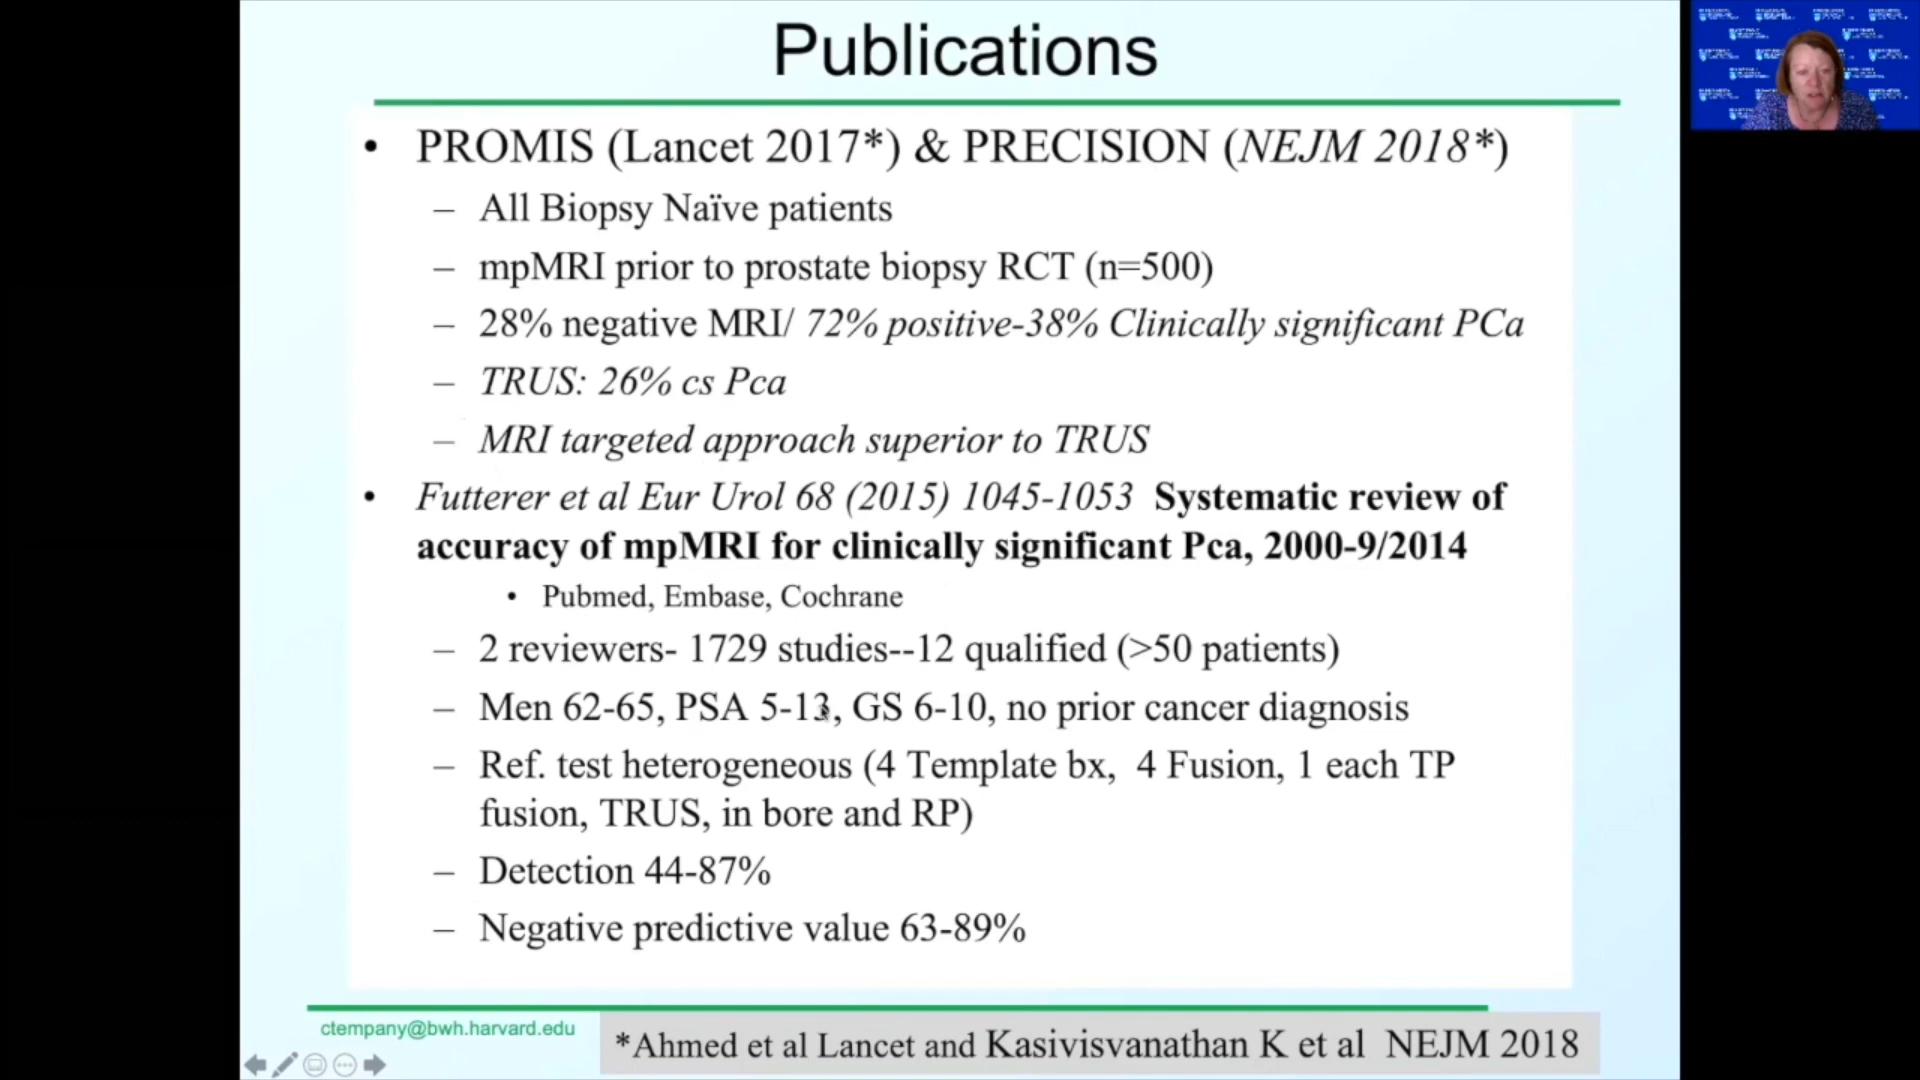 Publications
• PROMIS (Lancet 2017*) & PRECISION (NEJM 2018*)
– All Biopsy Naïve patients
– mpMRI prior to prostate biopsy RCT (n=500)
– 28% negative MRI/ 72% positive-38% Clinically significant PCa
– TRUS: 26% cs Pca
– MRI targeted approach superior to TRUS
• Futterer et al Eur Urol 68 (2015) 1045-1053 Systematic review of
accuracy of mpMRI for clinically significant Pca, 2000-9/2014
• Pubmed, Embase, Cochrane
– 2 reviewers- 1729 studies--12 qualified (>50 patients)
– Men 62-65, PSA 5-13, GS 6-10, no prior cancer diagnosis
– Ref. test heterogeneous (4 Template bx, 4 Fusion, 1 each TP
fusion, TRUS, in bore and RP)
– Detection 44-87%
– Negative predictive value 63-89%
ctempany@bwh.harvard.edu
*Ahmed et al Lancet and Kasivisvanathan K et al NEJM 2018